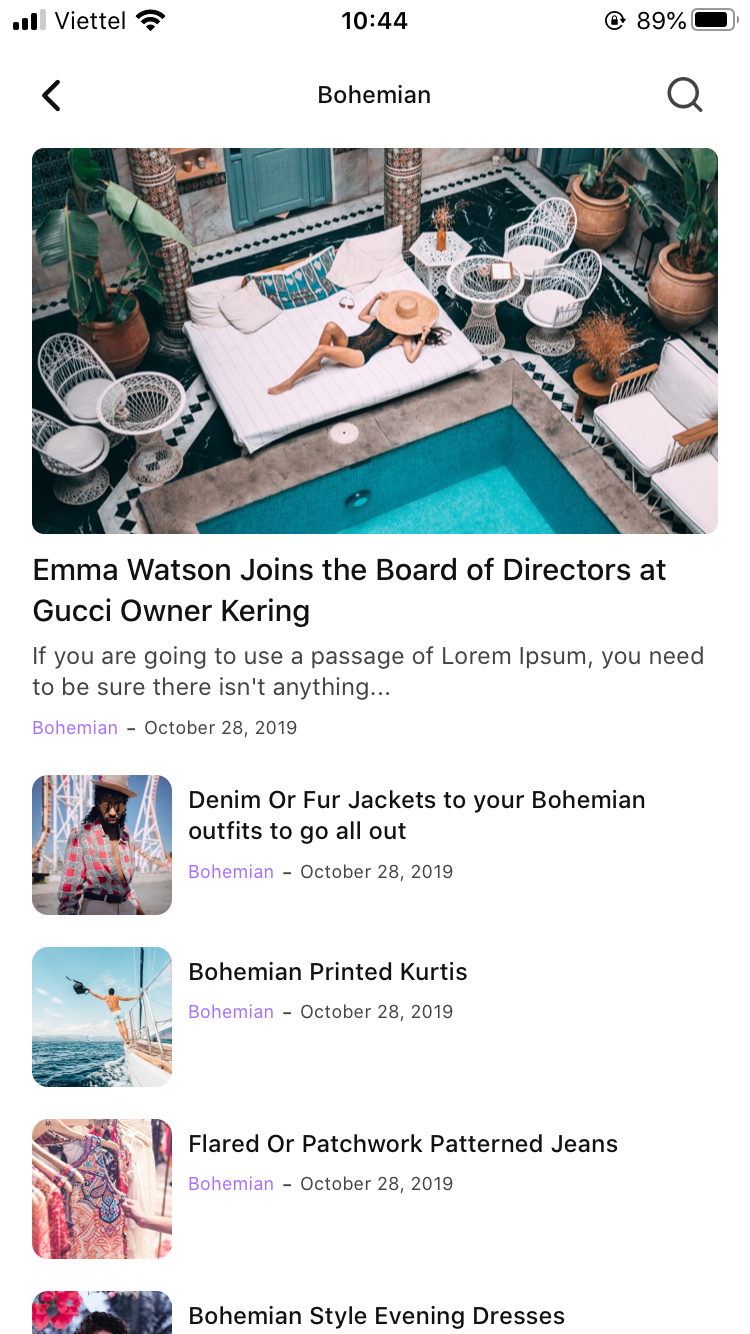 Viettel 10:44 89%
Bohemian
Emma Watson Joins the Board of Directors at
Gucci Owner Kering
If you are going to use a passage of Lorem Ipsum, you need
to be sure there isn't anything...
Bohemian – October 28, 2019
Denim Or Fur Jackets to your Bohemian
outfits to go all out
Bohemian – October 28, 2019
Bohemian Printed Kurtis
Bohemian – October 28, 2019
M
Flared Or Patchwork Patterned Jeans
Bohemian – October 28, 2019
Bohemian Style Evening Dresses